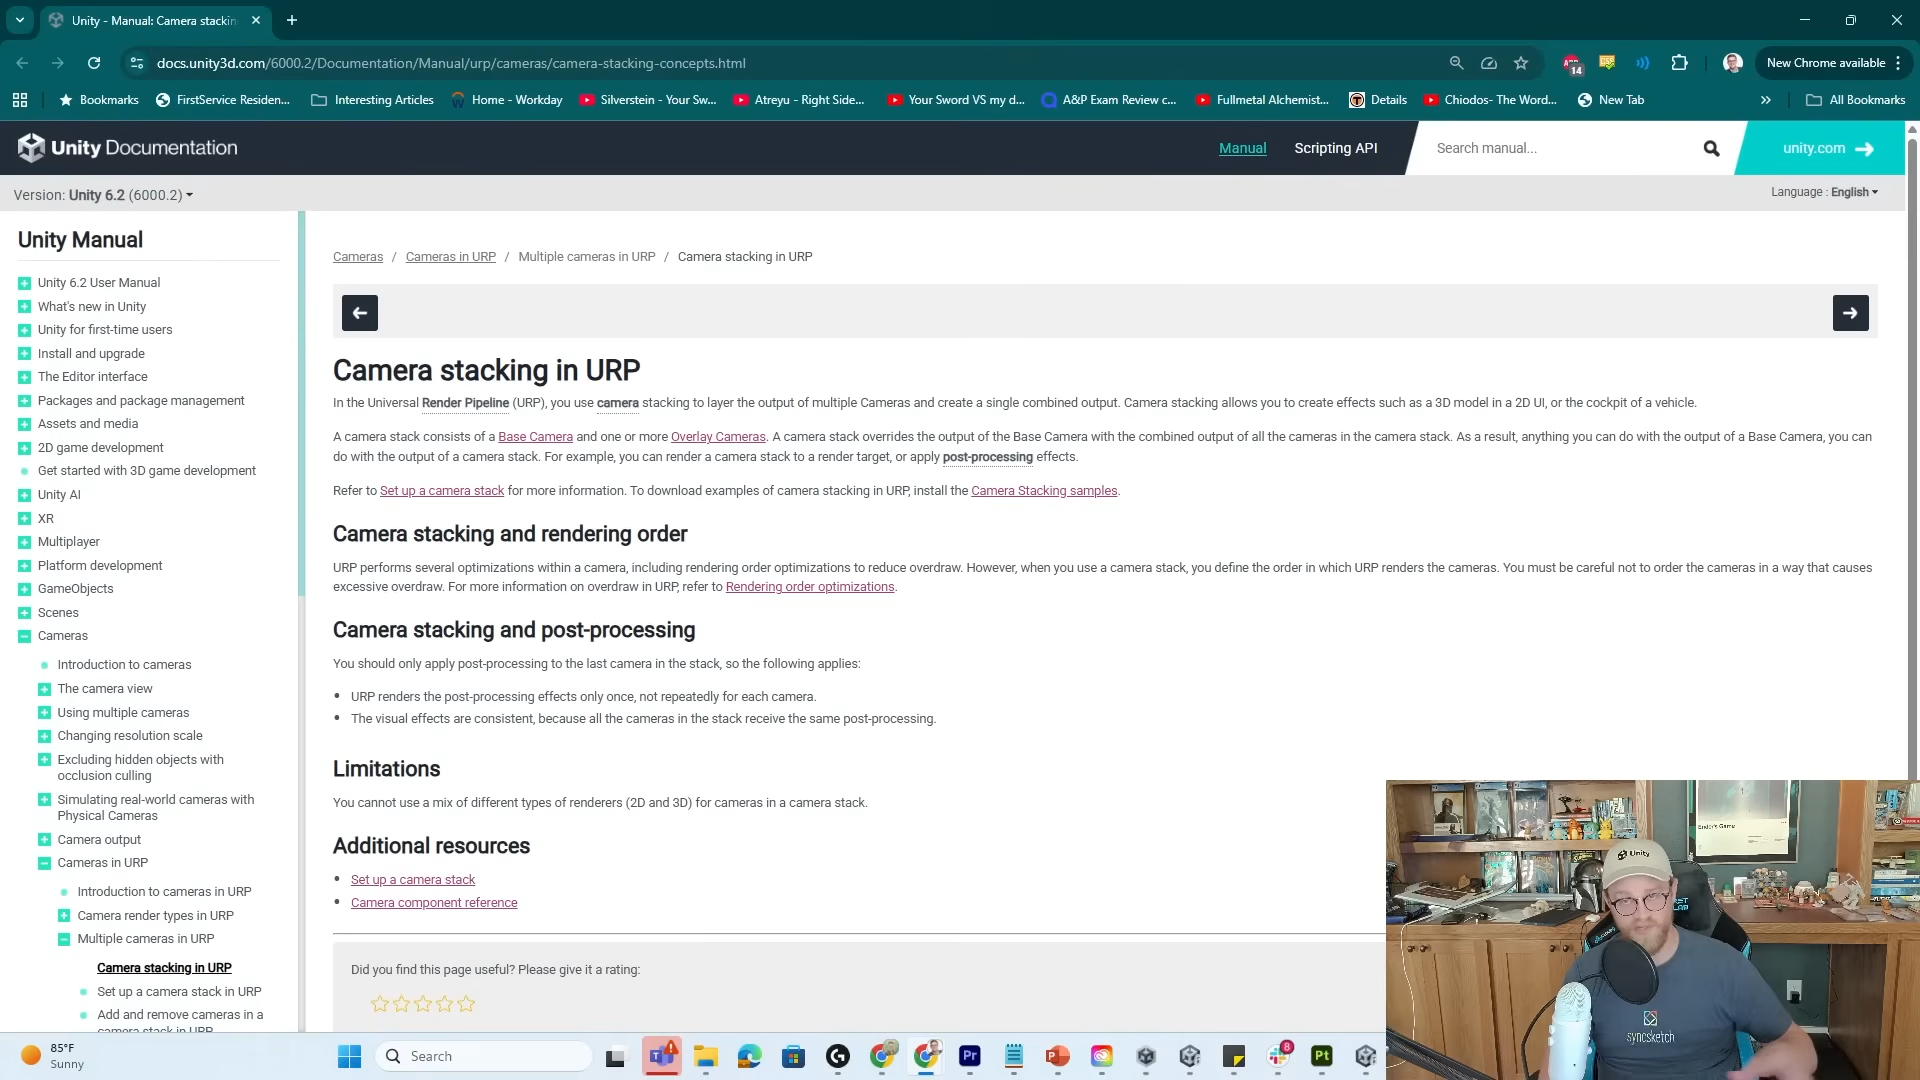 Unity - Manual: Camera stackin
docs.unity3d.com/6000.2/Documentation/Manual/urp/cameras/camera-stacking-concepts.html
14
New Chrome available
Bookmarks
FirstService Residen...
Interesting Articles
Home - Workday
Silverstein - Your Sw...
Atreyu - Right Side...
Your Sword VS my d...
A&P Exam Review c...
Fullmetal Alchemist...
Details
Chiodos- The Word...
New Tab
All Bookmarks
Unity Documentation
Manual
Scripting API
Search manual...
unity.com
Version: Unity 6.2 (6000.2)
Language : English
Unity Manual
Unity 6.2 User Manual
What's new in Unity
Unity for first-time users
Install and upgrade
The Editor interface
Packages and package management
Assets and media
2D game development
Get started with 3D game development
Unity AI
XR
Multiplayer
Platform development
GameObjects
Scenes
Cameras
Introduction to cameras
The camera view
Using multiple cameras
Changing resolution scale
Excluding hidden objects with
occlusion culling
Simulating real-world cameras with
Physical Cameras
Camera output
Cameras in URP
Introduction to cameras in URP
Camera render types in URP
Multiple cameras in URP
Camera stacking in URP
Set up a camera stack in URP
Add and remove cameras in a
camera stack in URP
Cameras / Cameras in URP / Multiple cameras in URP / Camera stacking in URP
Camera stacking in URP
In the Universal Render Pipeline (URP), you use camera stacking to layer the output of multiple Cameras and create a single combined output. Camera stacking allows you to create effects such as a 3D model in a 2D UI, or the cockpit of a vehicle.
A camera stack consists of a Base Camera and one or more Overlay Cameras. A camera stack overrides the output of the Base Camera with the combined output of all the cameras in the camera stack. As a result, anything you can do with the output of a Base Camera, you can
do with the output of a camera stack. For example, you can render a camera stack to a render target, or apply post-processing effects.
Refer to Set up a camera stack for more information. To download examples of camera stacking in URP, install the Camera Stacking samples.
Camera stacking and rendering order
URP performs several optimizations within a camera, including rendering order optimizations to reduce overdraw. However, when you use a camera stack, you define the order in which URP renders the cameras. You must be careful not to order the cameras in a way that causes
excessive overdraw. For more information on overdraw in URP, refer to Rendering order optimizations.
Camera stacking and post-processing
You should only apply post-processing to the last camera in the stack, so the following applies:
• URP renders the post-processing effects only once, not repeatedly for each camera.
• The visual effects are consistent, because all the cameras in the stack receive the same post-processing.
Limitations
You cannot use a mix of different types of renderers (2D and 3D) for cameras in a camera stack.
Additional resources
• Set up a camera stack
• Camera component reference
Did you find this page useful? Please give it a rating:
Ender's Game
Unity
syncsketch
85°F
Sunny
Search
Pr
8
Pt